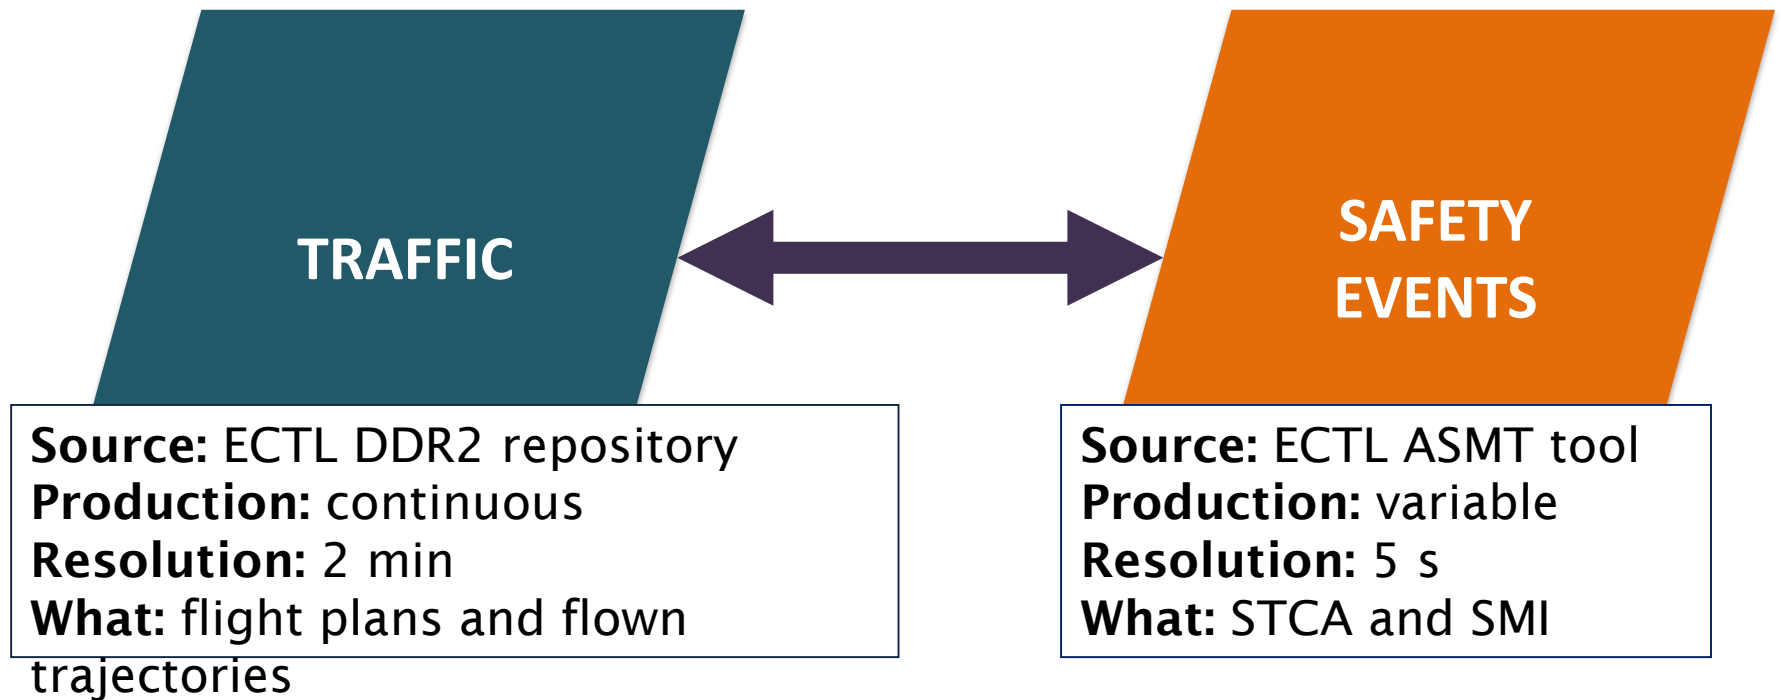 TRAFFIC
SAFETY
EVENTS
Source: ECTL DDR2 repository
Production: continuous
Resolution: 2 min
What: flight plans and flown
trajectories
Source: ECTL ASMT tool
Production: variable
Resolution: 5 s
What: STCA and SMI